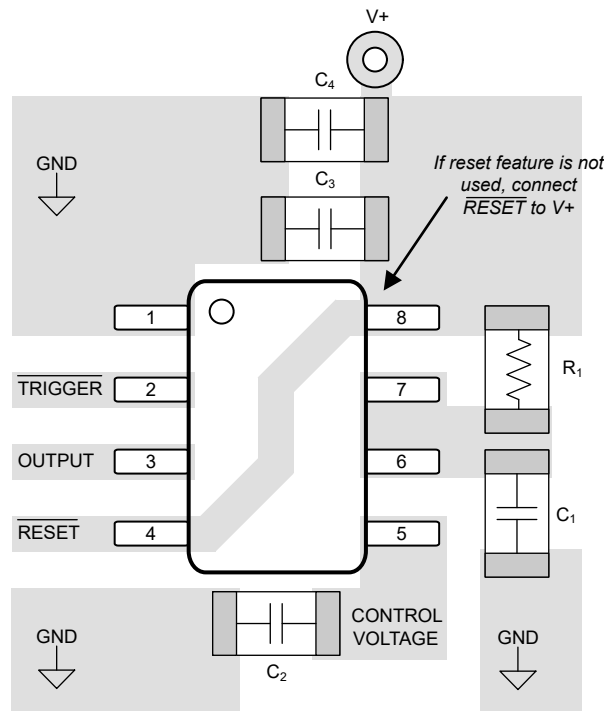 V+
C4
GND
If reset feature is not
used, connect
RESET to V+
C3
1
8
TRIGGER
2
7
R1
OUTPUT
3
6
RESET
4
5
C1
CONTROL
VOLTAGE
GND
GND
C2